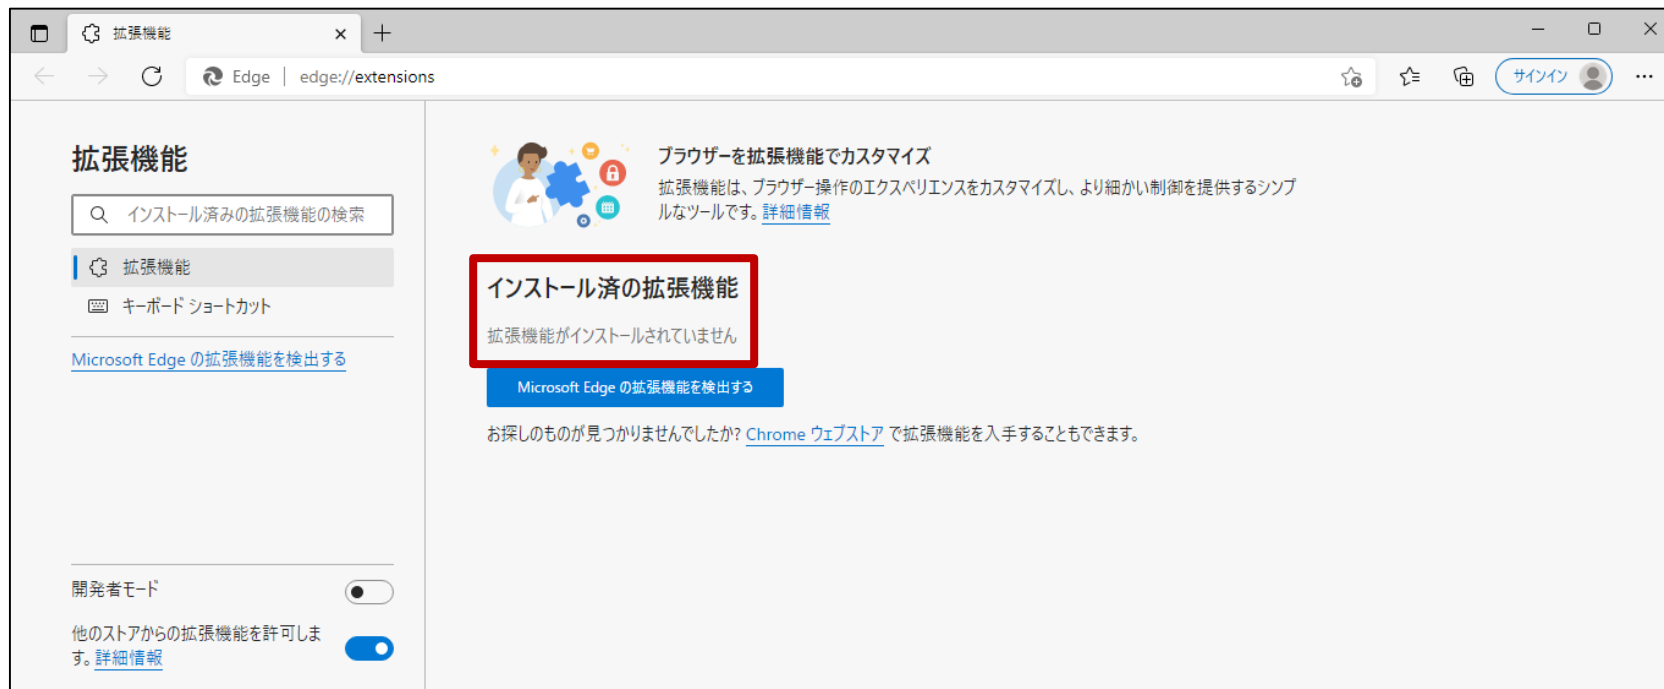 拡張機能
Edge | edge://extensions
サインイン
拡張機能
インストール済みの拡張機能の検索
拡張機能
キーボード ショートカット
Microsoft Edge の拡張機能を検出する
開発者モード
他のストアからの拡張機能を許可しま
す。詳細情報
ブラウザーを拡張機能でカスタマイズ
拡張機能は、ブラウザー操作のエクスペリエンスをカスタマイズし、より細かい制御を提供するシンプ
ルなツールです。詳細情報
インストール済の拡張機能
拡張機能がインストールされていません
Microsoft Edge の拡張機能を検出する
お探しのものが見つかりませんでしたか? Chrome ウェブストア で拡張機能を入手することもできます。